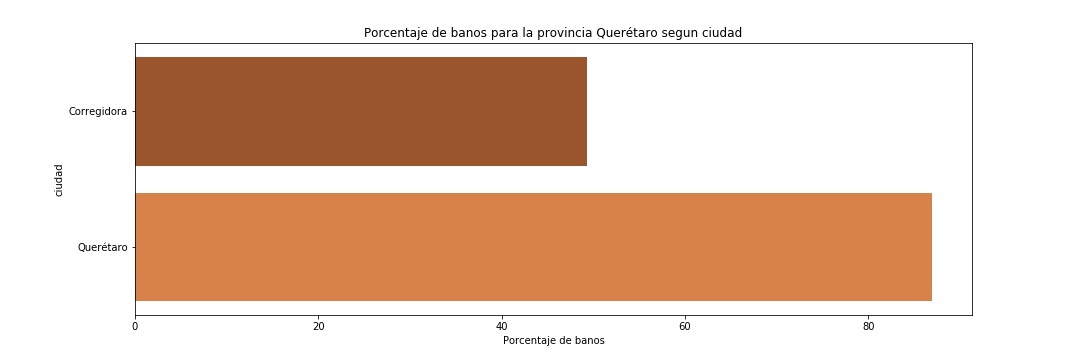 Porcentaje de banos para la provincia Querétaro segun ciudad
Corregidora
ciudad
Querétaro
0 20 40 60 80
Porcentaje de banos